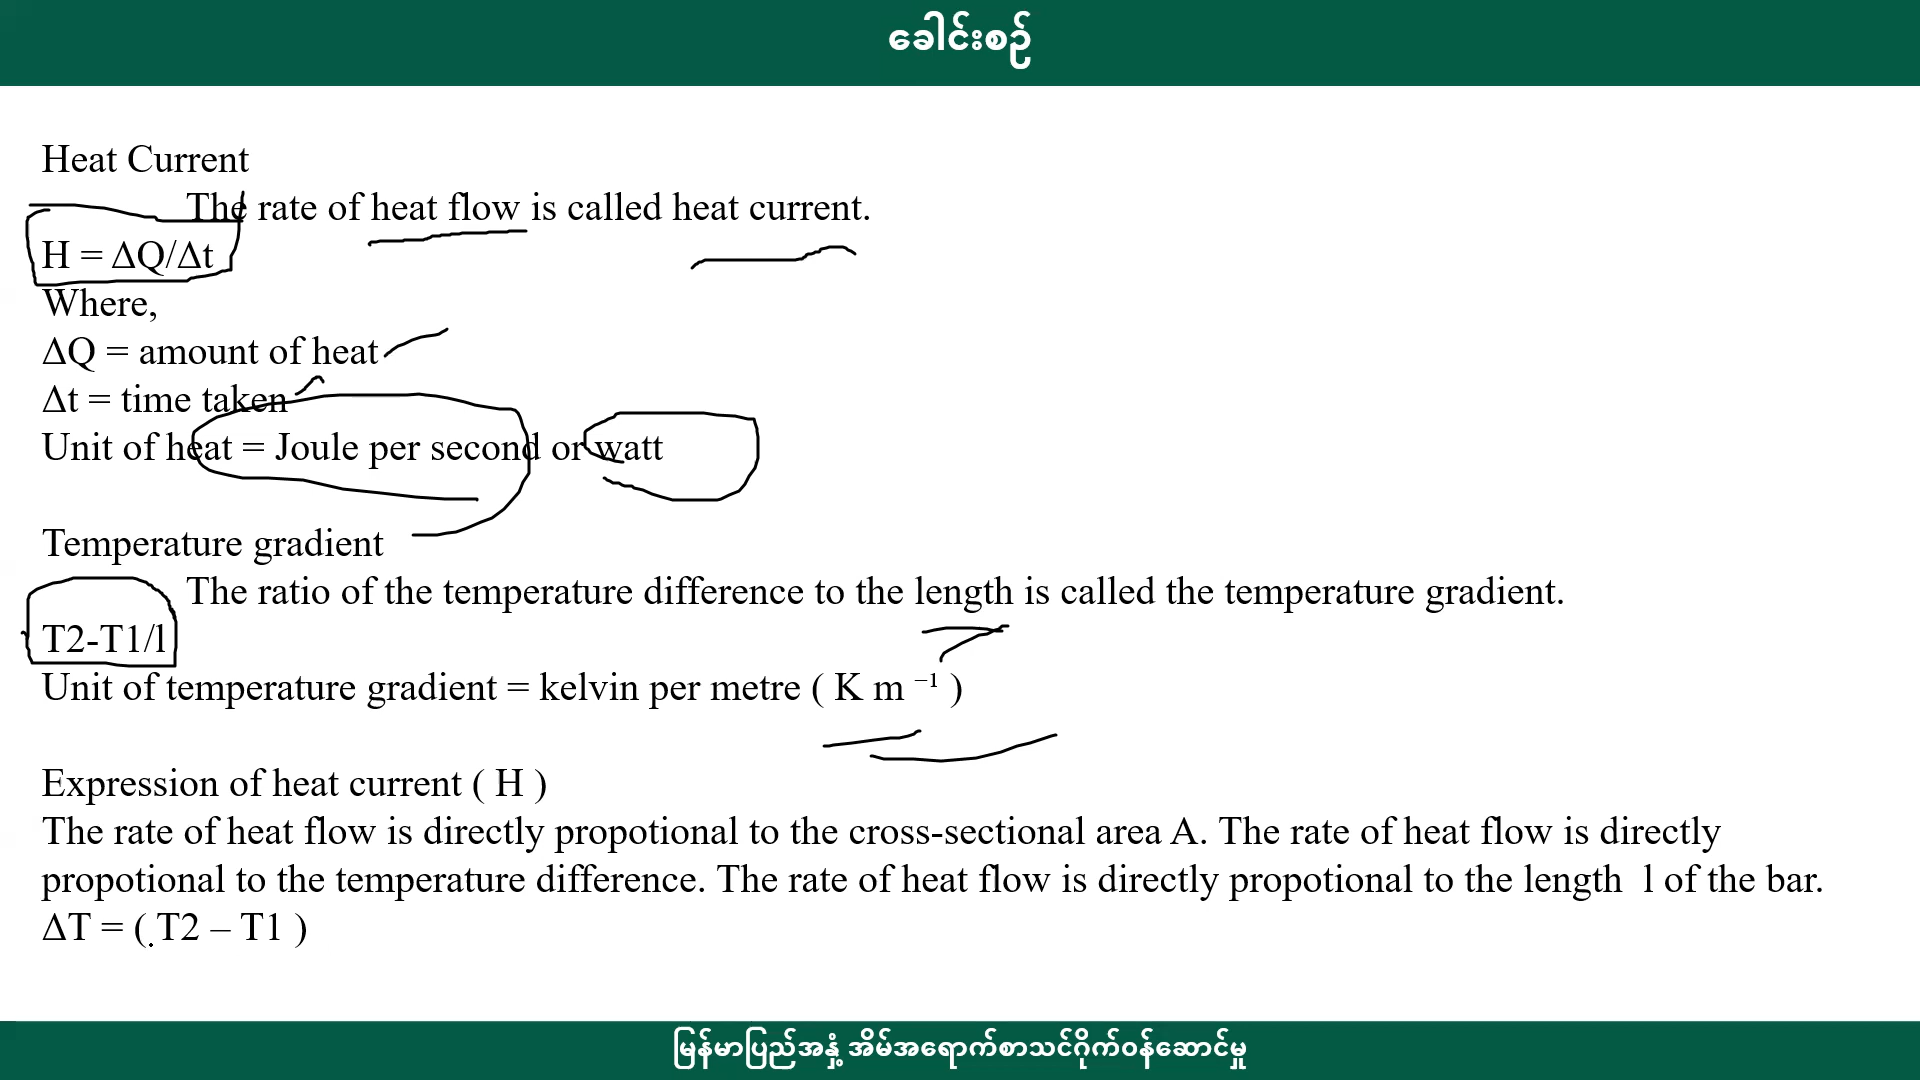 ခေါင်းစဉ်
Heat Current
The rate of heat flow is called heat current.
H = ΔQ/Δt
Where,
ΔQ = amount of heat
Δt = time taken
Unit of heat = Joule per second or watt
Temperature gradient
The ratio of the temperature difference to the length is called the temperature gradient.
T2-T1/l
Unit of temperature gradient = kelvin per metre ( K m ⁻¹ )
Expression of heat current ( H )
The rate of heat flow is directly propotional to the cross-sectional area A. The rate of heat flow is directly
propotional to the temperature difference. The rate of heat flow is directly propotional to the length  l of the bar.
ΔT = ( T2 – T1 )
မြန်မာပြည်အနှံ့ အိမ်အရောက်စာသင်ဂိုက်ဝန်ဆောင်မှု